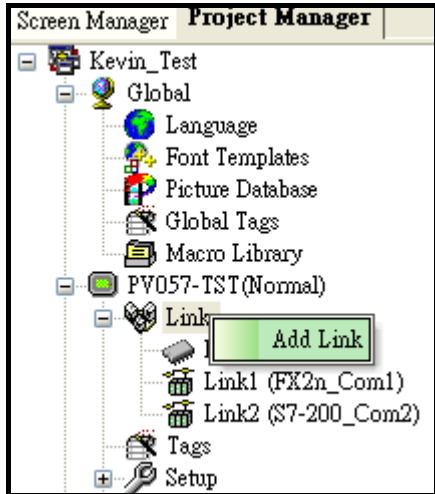 Screen Manager Project Manager
Kevin_Test
Global
Language
Font Templates
Picture Database
Global Tags
Macro Library
PV057-TST(Normal)
Link
Add Link
Link1 (FX2n_Com1)
Link2 (S7-200_Com2)
Tags
Setup